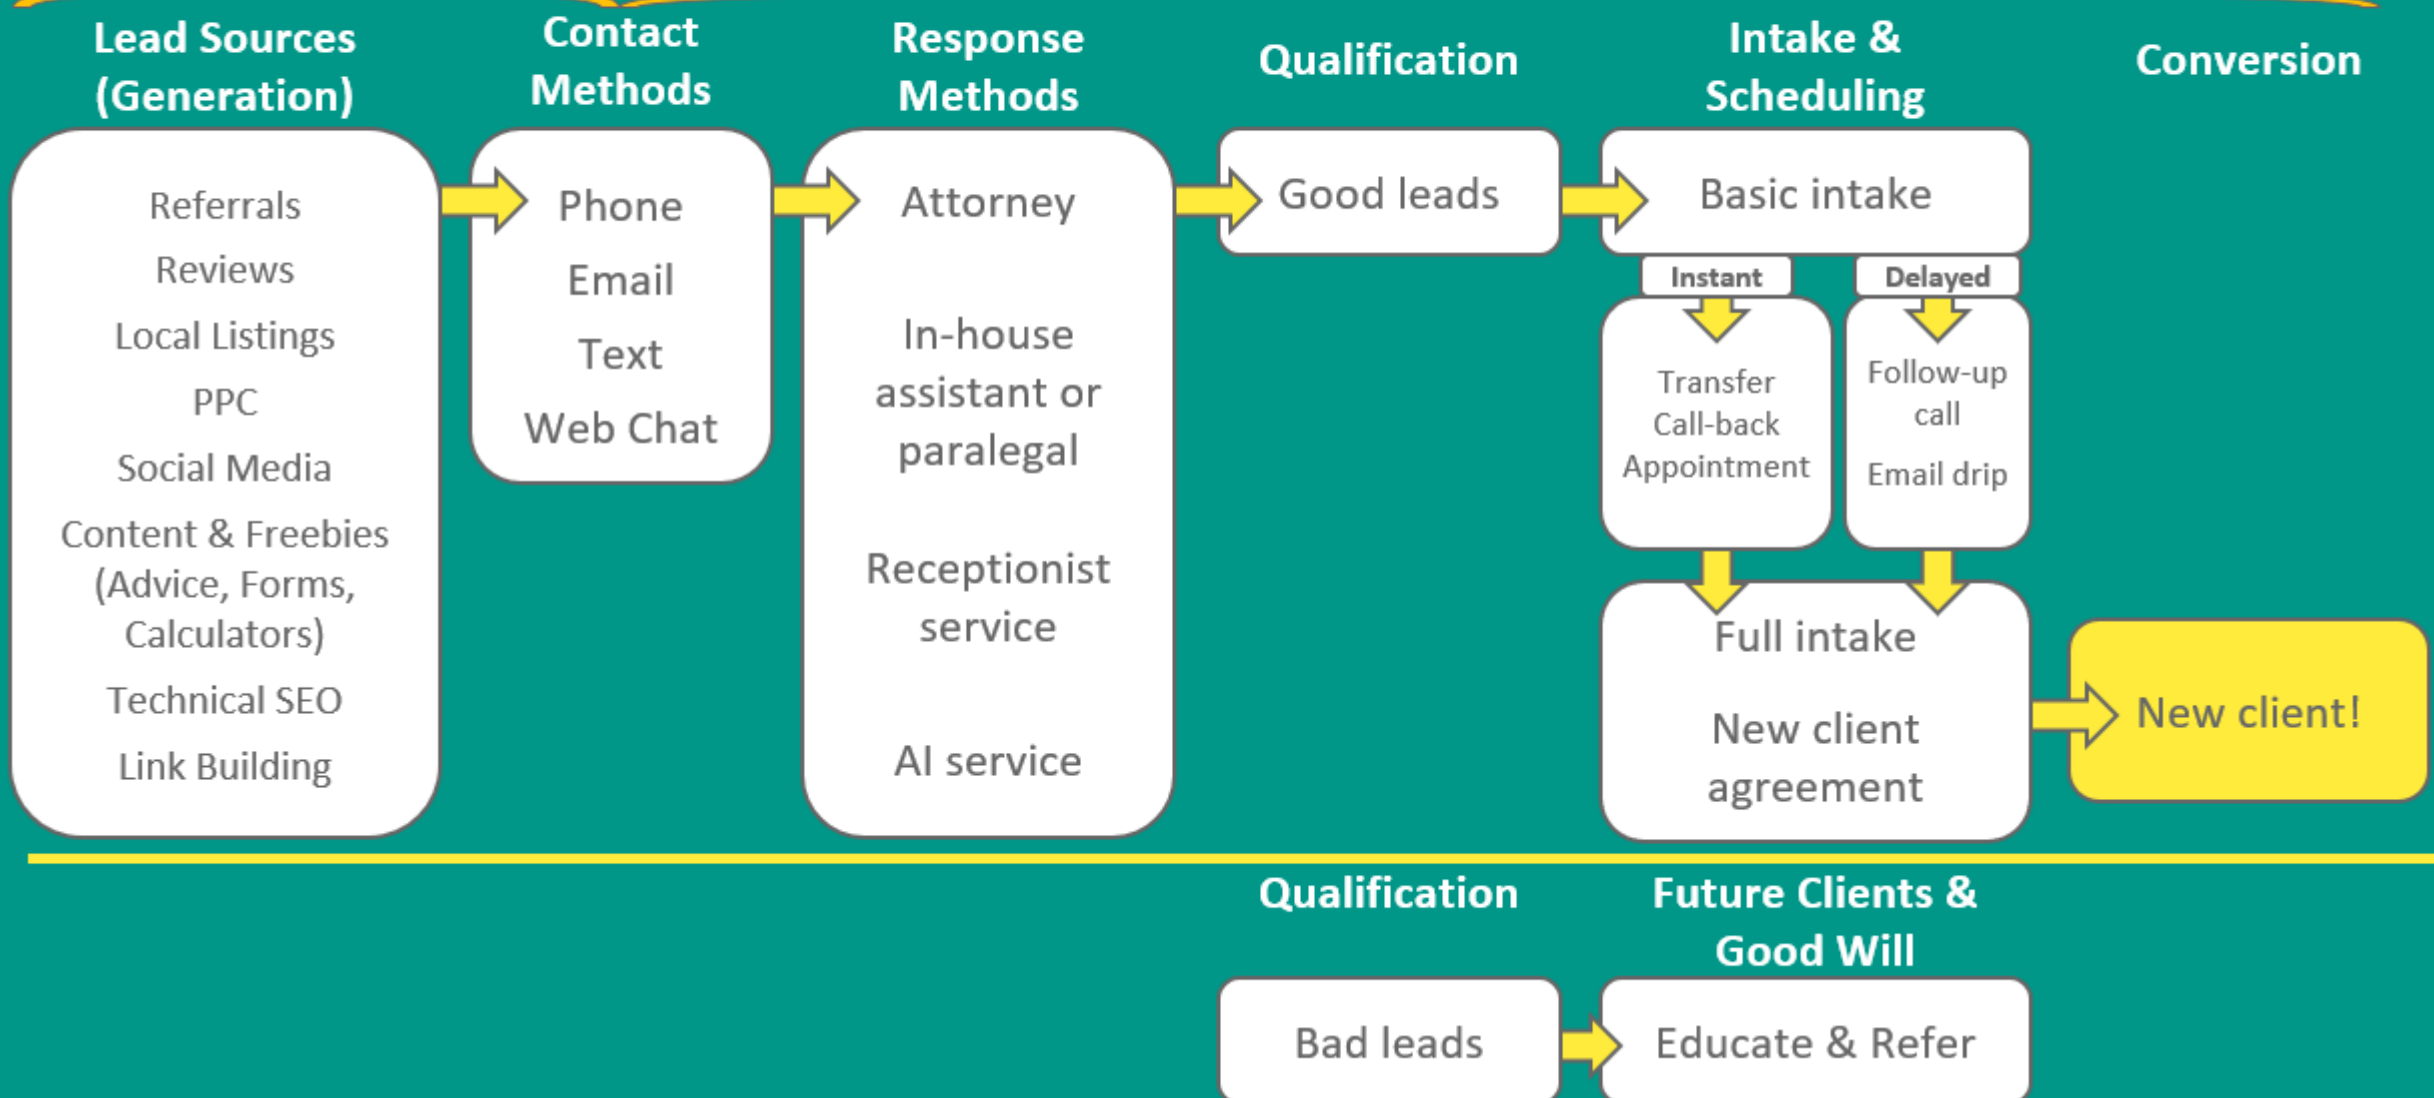 Lead Sources
(Generation)
Referrals
Reviews
Local Listings
PPC
Social Media
Content & Freebies
(Advice, Forms,
Calculators)
Technical SEO
Link Building
Contact
Methods
Phone
Email
Text
Web Chat
Response
Methods
Attorney
In-house
assistant or
paralegal
Receptionist
service
AI service
Qualification
Good leads
Intake &
Scheduling
Basic intake
Instant
Transfer
Call-back
Appointment
Delayed
Follow-up
call
Email drip
Full intake
New client
agreement
Conversion
New client!
Qualification
Bad leads
Future Clients &
Good Will
Educate & Refer